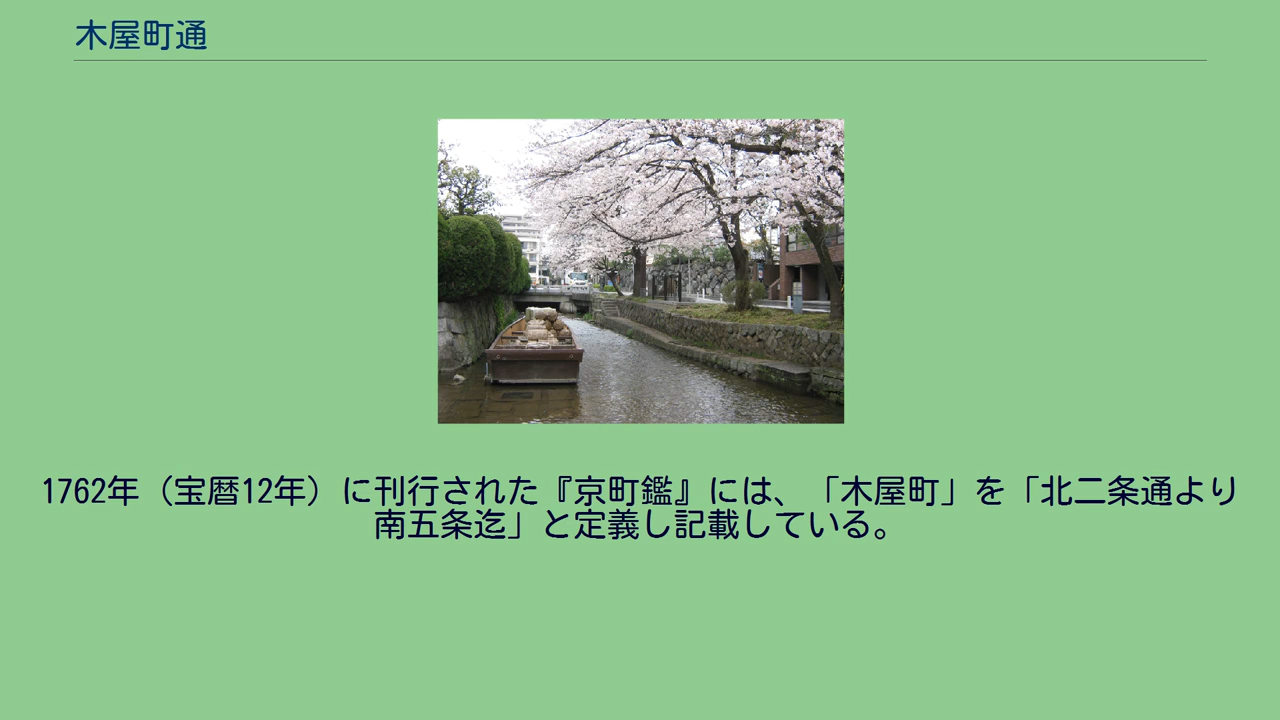 木屋町通
1762年（宝暦12年）に刊行された『京町鑑』には、「木屋町」を「北二条通より
南五条迄」と定義し記載している。